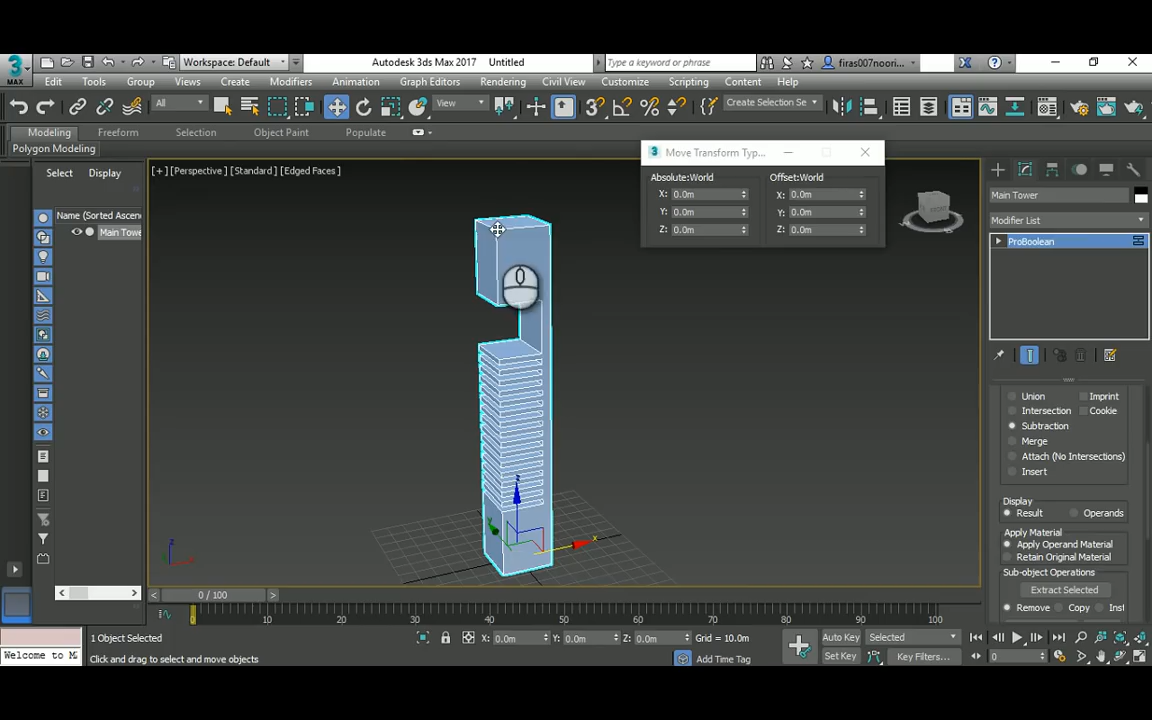 3 MAX Workspace: Default Autodesk 3ds Max 2017 Untitled Type a keyword or phrase firas007noori...
Edit Tools Group Views Create Modifiers Animation Graph Editors Rendering Civil View Customize Scripting Content Help
All View Create Selection Se
Modeling Freeform Selection Object Paint Populate
Polygon Modeling
Select Display
Name (Sorted Ascen
Main Towe
[+] [Perspective] [Standard] [Edged Faces]
3 Move Transform Typ...
Absolute:World Offset:World
X: 0.0m X: 0.0m
Y: 0.0m Y: 0.0m
Z: 0.0m Z: 0.0m
FRONT
Main Tower
Modifier List
ProBoolean
Union Imprint
Intersection Cookie
Subtraction
Merge
Attach (No Intersections)
Insert
Display
Result Operands
Apply Material
Apply Operand Material
Retain Original Material
Sub-object Operations
Extract Selected
Remove Copy Inst
z
x
0 / 100
0 10 20 30 40 50 60 70 80 90 100
1 Object Selected X: 0.0m Y: 0.0m Z: 0.0m Grid = 10.0m Auto Key Selected
Welcome to M Click and drag to select and move objects Add Time Tag Set Key Key Filters... 0